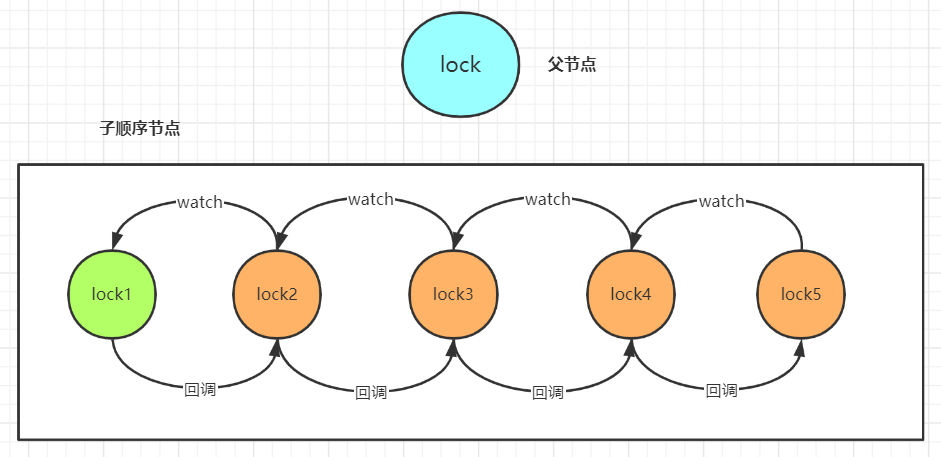 lock
父节点
子顺序节点
watch
watch
watch
watch
lock1
lock2
lock3
lock4
lock5
回调
回调
回调
回调